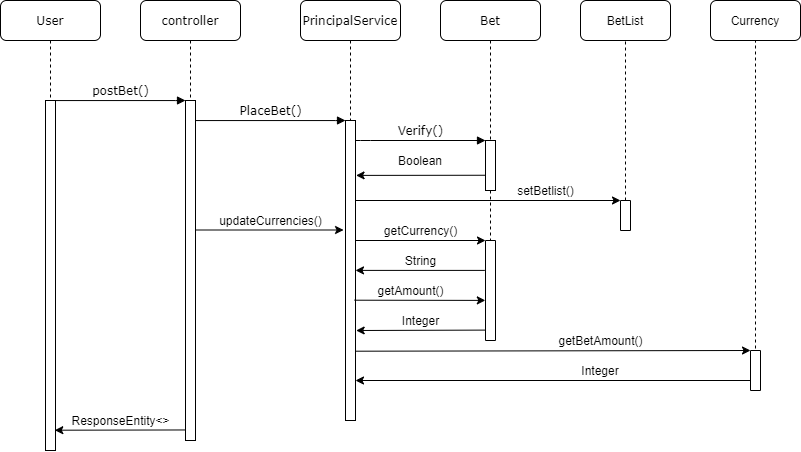 User
controller
PrincipalService
Bet
BetList
Currency
postBet()
PlaceBet()
Verify()
Boolean
setBetlist()
updateCurrencies()
getCurrency()
String
getAmount()
Integer
getBetAmount()
Integer
ResponseEntity<>